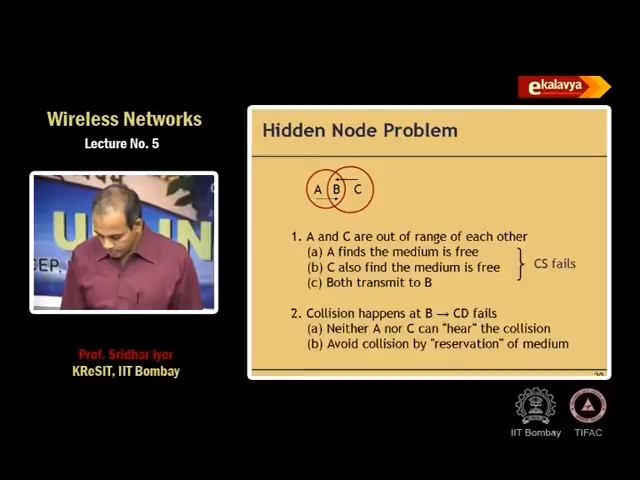 ekalavya
Wireless Networks
Lecture No. 5
Hidden Node Problem
A B C
1. A and C are out of range of each other
(a) A finds the medium is free
(b) C also find the medium is free
(c) Both transmit to B
CS fails
2. Collision happens at B → CD fails
(a) Neither A nor C can "hear" the collision
(b) Avoid collision by "reservation" of medium
Prof. Sridhar Iyer
KReSIT, IIT Bombay
IIT Bombay
TIFAC